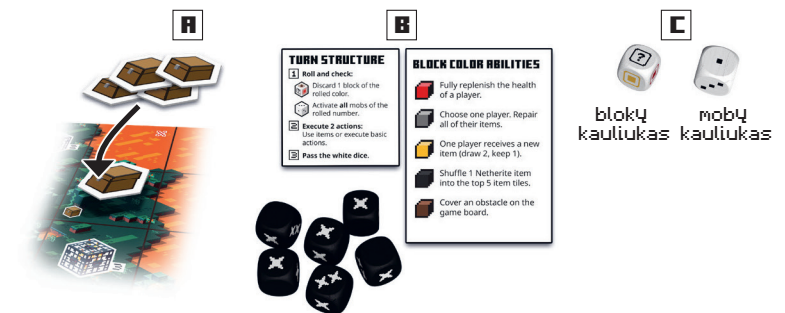 A
B
C
TURN STRUCTURE
1 Roll and check:
Discard 1 block of the
rolled color.
Activate all mobs of the
rolled number.
2 Execute 2 actions:
Use items or execute basic
actions.
3 Pass the white dice.
BLOCK COLOR ABILITIES
Fully replenish the health
of a player.
Choose one player. Repair
all of their items.
One player receives a new
item (draw 2, keep 1).
Shuffle 1 Netherite item
into the top 5 item tiles.
Cover an obstacle on the
game board.
?
blokų
kauliukas
mobų
kauliukas